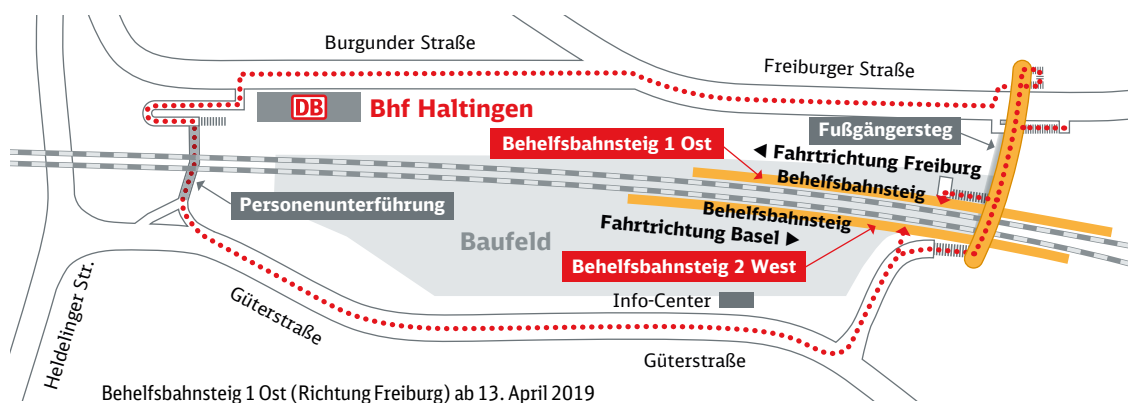 Burgunder Straße
Freiburger Straße
DB Bhf Haltingen
Fußgängersteg
Behelfsbahnsteig 1 Ost
◀ Fahrtrichtung Freiburg
Behelfsbahnsteig
Personenunterführung
Behelfsbahnsteig
Baufeld
Fahrtrichtung Basel ▶
Behelfsbahnsteig 2 West
Heldelinger Str.
Güterstraße
Info-Center
Güterstraße
Behelfsbahnsteig 1 Ost (Richtung Freiburg) ab 13. April 2019